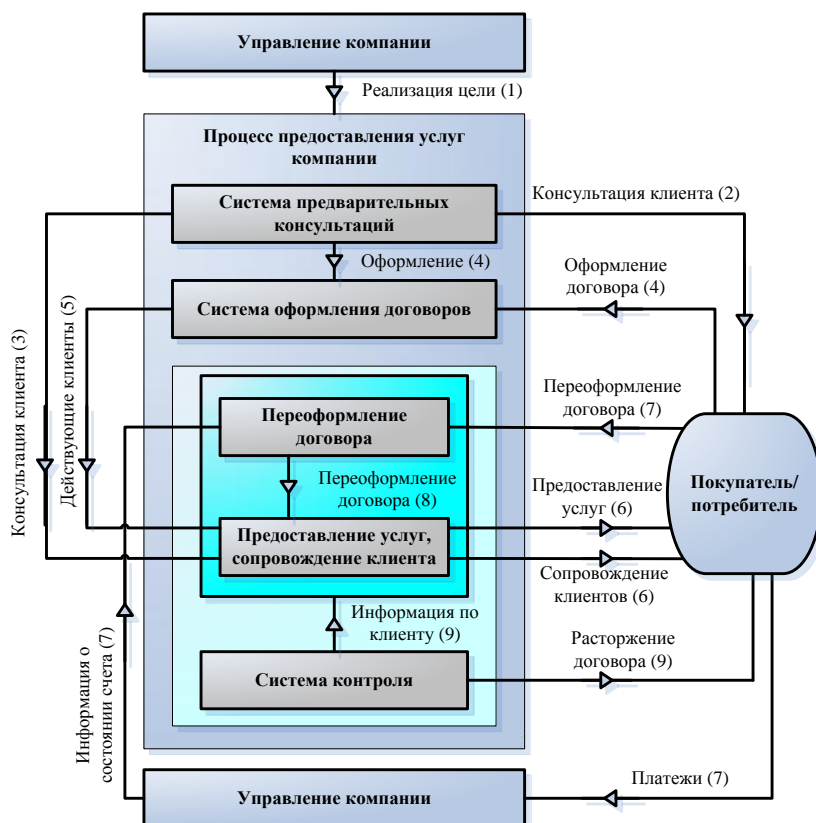 Управление компании
Реализация цели (1)
Процесс предоставления услуг
компании
Консультация клиента (2)
Система предварительных
консультаций
Оформление (4)
Оформление
договора (4)
Система оформления договоров
Консультация клиента (3)
Действующие клиенты (5)
Переоформление
договора (7)
Переоформление
договора
Переоформление
договора (8)
Предоставление
услуг (6)
Покупатель/
потребитель
Предоставление услуг,
сопровождение клиента
Сопровождение
клиентов (6)
Информация по
клиенту (9)
Расторжение
договора (9)
Система контроля
Информация о
состоянии счета (7)
Платежи (7)
Управление компании